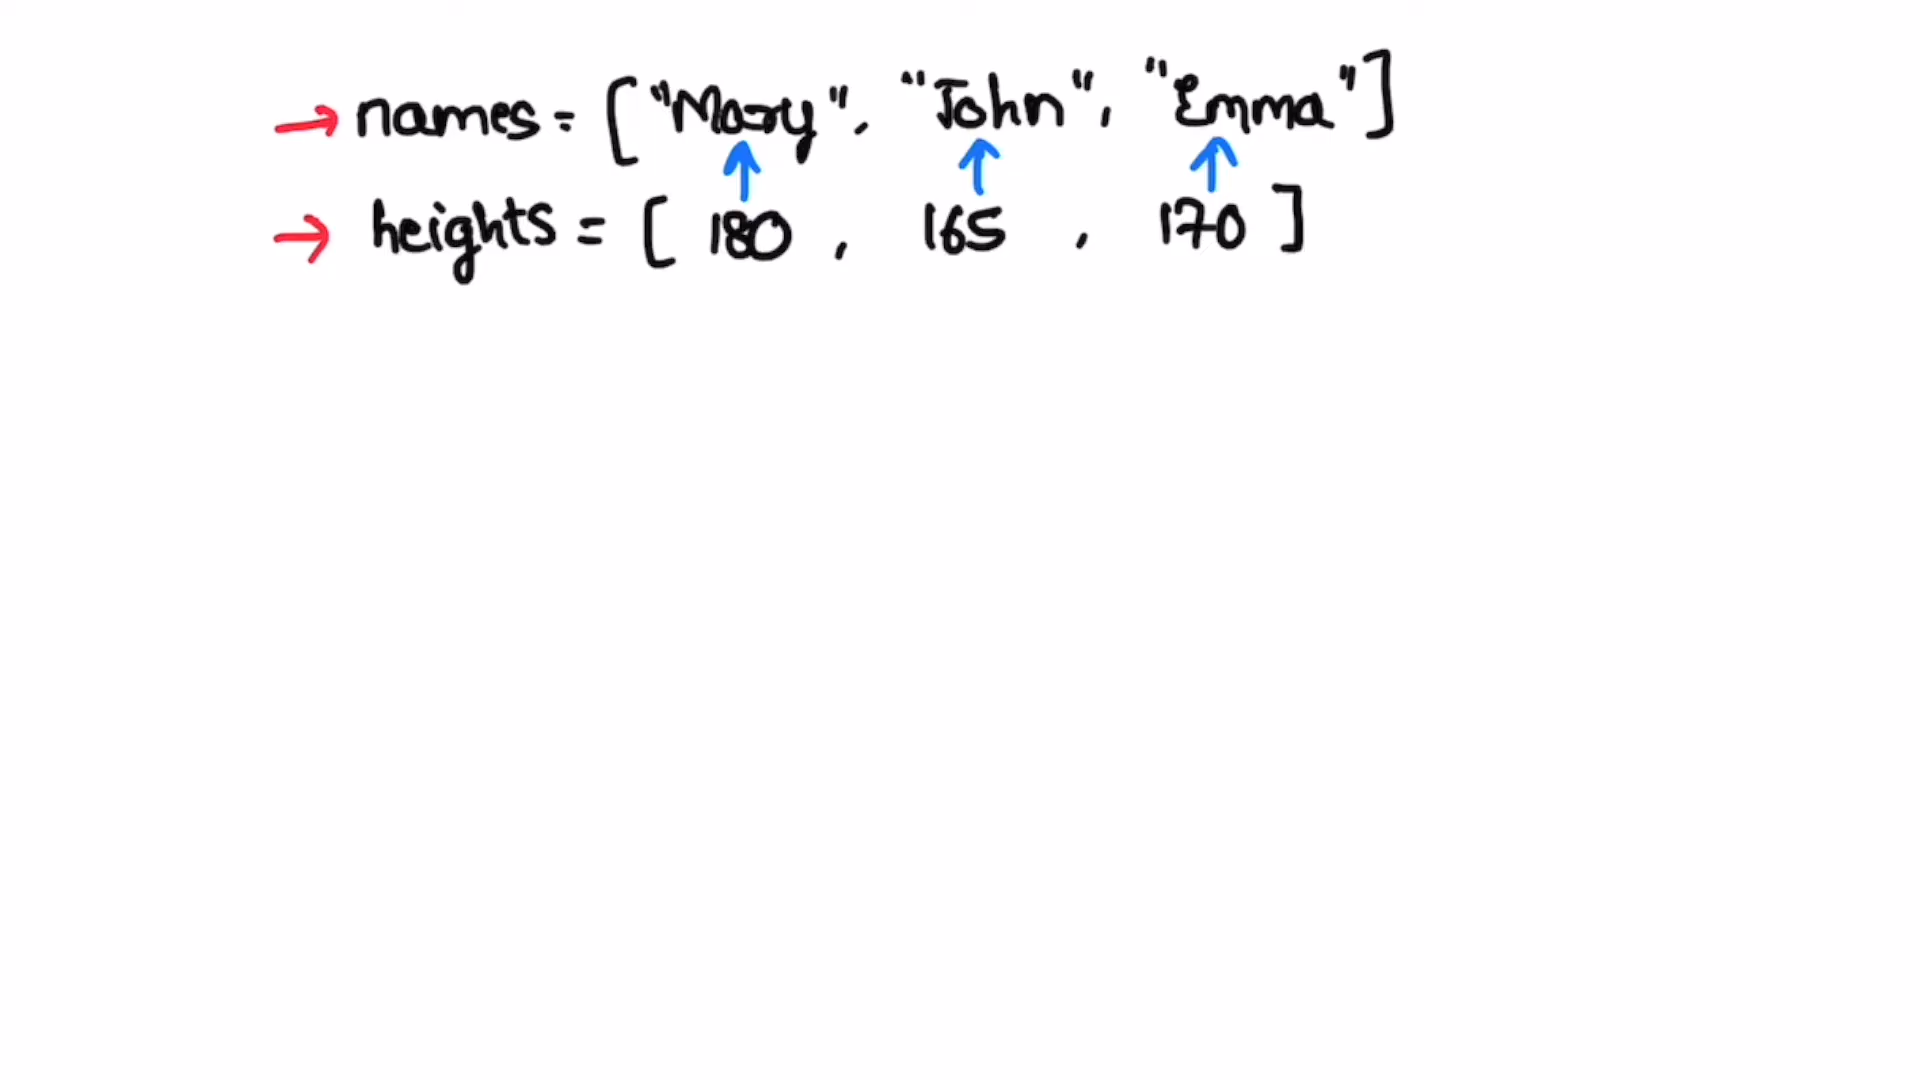 → names = ["Mary", "John", "Emma"]
→ heights = [ 180 , 165 , 170 ]